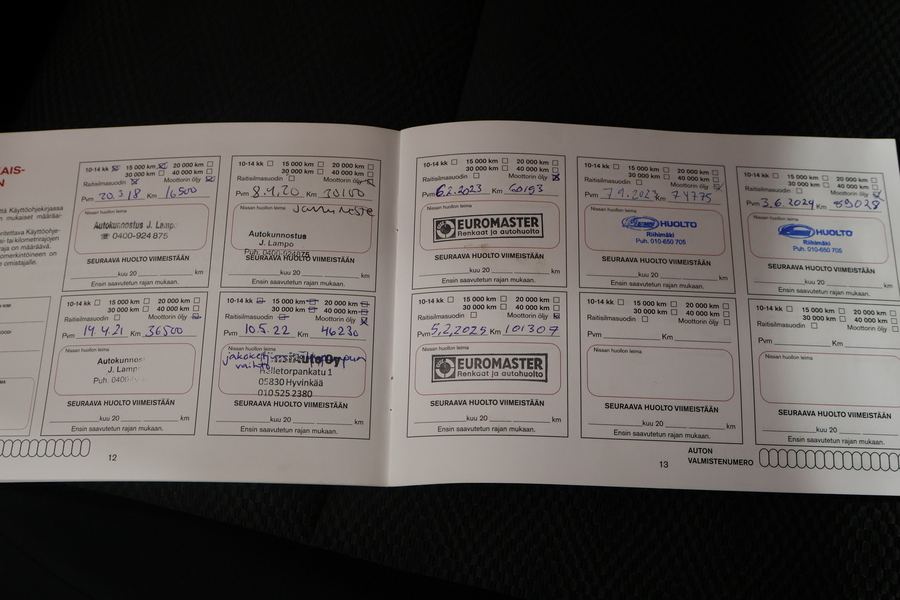 KAIS-
N
12
10-14 kk 15 000 km 20 000 km
30 000 km 40 000 km
Raitisilmasuodin Moottorin öljy
Pvm 20.3.18 Km 16500
Nissan huollon leima
Autokunnostus J. Lampo
☎ 0400-924 875
SEURAAVA HUOLTO VIIMEISTÄÄN
kuu 20 km
Ensin saavutetun rajan mukaan.
10-14 kk 15 000 km 20 000 km
30 000 km 40 000 km
Raitisilmasuodin Moottorin öljy
Pvm 8.4.20 Km 30150
Nissan huollon leima
Autokunnostus
J. Lampo
SEURAAVA HUOLTO VIIMEISTÄÄN
kuu 20 km
Ensin saavutetun rajan mukaan.
10-14 kk 15 000 km 20 000 km
30 000 km 40 000 km
Raitisilmasuodin Moottorin öljy
Pvm 14.4.21 Km 36500
Nissan huollon leima
Autokunnostus
J. Lampo
Puh. 0400
SEURAAVA HUOLTO VIIMEISTÄÄN
kuu 20 km
Ensin saavutetun rajan mukaan.
10-14 kk 15 000 km 20 000 km
30 000 km 40 000 km
Raitisilmasuodin Moottorin öljy
Pvm 10.5.22 Km 46230
Nissan huollon leima
vaihto
05830 Hyvinkää
010 525 2380
SEURAAVA HUOLTO VIIMEISTÄÄN
kuu 20 km
Ensin saavutetun rajan mukaan.
10-14 kk 15 000 km 20 000 km
30 000 km 40 000 km
Raitisilmasuodin Moottorin öljy
Pvm 6.2.2023 Km 60193
Nissan huollon leima
EUROMASTER
Renkaat ja autohuolto
SEURAAVA HUOLTO VIIMEISTÄÄN
kuu 20 km
Ensin saavutetun rajan mukaan.
10-14 kk 15 000 km 20 000 km
30 000 km 40 000 km
Raitisilmasuodin Moottorin öljy
Pvm 2023 Km 74775
Nissan huollon leima
HUOLTO
Riihimäki
Puh. 010-650 705
SEURAAVA HUOLTO VIIMEISTÄÄN
kuu 20 km
Ensin saavutetun rajan mukaan.
10-14 kk 15 000 km 20 000 km
30 000 km 40 000 km
Raitisilmasuodin Moottorin öljy
Pvm 3.6.2024 Km 89028
Nissan huollon leima
HUOLTO
Riihimäki
Puh. 010-650 705
SEURAAVA HUOLTO VIIMEISTÄÄN
kuu 20 km
Ensin saavutetun rajan mukaan.
10-14 kk 15 000 km 20 000 km
30 000 km 40 000 km
Raitisilmasuodin Moottorin öljy
Pvm 5.2.2025 Km 101307
Nissan huollon leima
EUROMASTER
Renkaat ja autohuolto
SEURAAVA HUOLTO VIIMEISTÄÄN
kuu 20 km
Ensin saavutetun rajan mukaan.
10-14 kk 15 000 km 20 000 km
30 000 km 40 000 km
Raitisilmasuodin Moottorin öljy
Pvm Km
Nissan huollon leima
SEURAAVA HUOLTO VIIMEISTÄÄN
kuu 20 km
Ensin saavutetun rajan mukaan.
10-14 kk 15 000 km 20 000 km
30 000 km 40 000 km
Raitisilmasuodin Moottorin öljy
Pvm Km
Nissan huollon leima
SEURAAVA HUOLTO VIIMEISTÄÄN
kuu 20 km
Ensin saavutetun rajan mukaan.
13
AUTON
VALMISTENUMERO